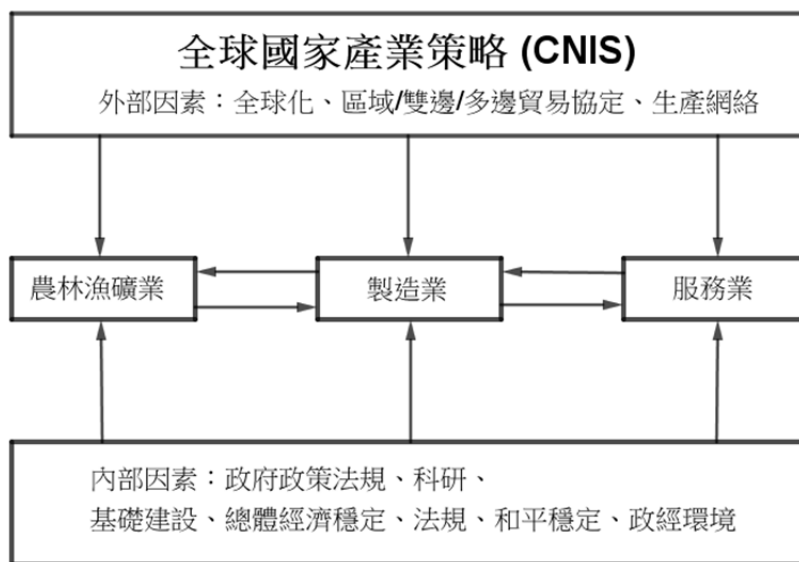 全球國家產業策略 (CNIS)
外部因素：全球化、區域/雙邊/多邊貿易協定、生產網絡
農林漁礦業
製造業
服務業
內部因素：政府政策法規、科研、
基礎建設、總體經濟穩定、法規、和平穩定、政經環境